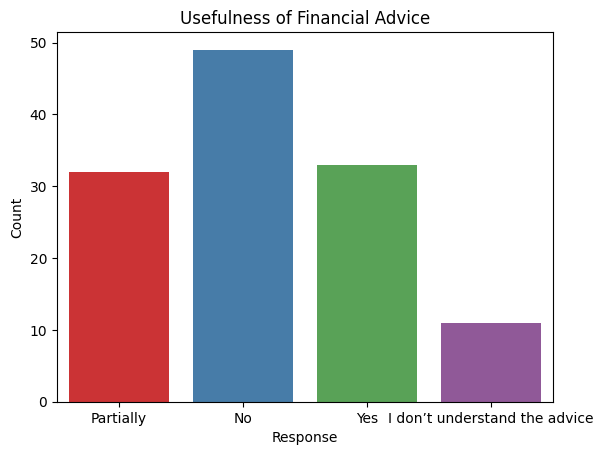 Usefulness of Financial Advice
50
40
30
20
10
0
Count
Partially
No
Yes
I don’t understand the advice
Response